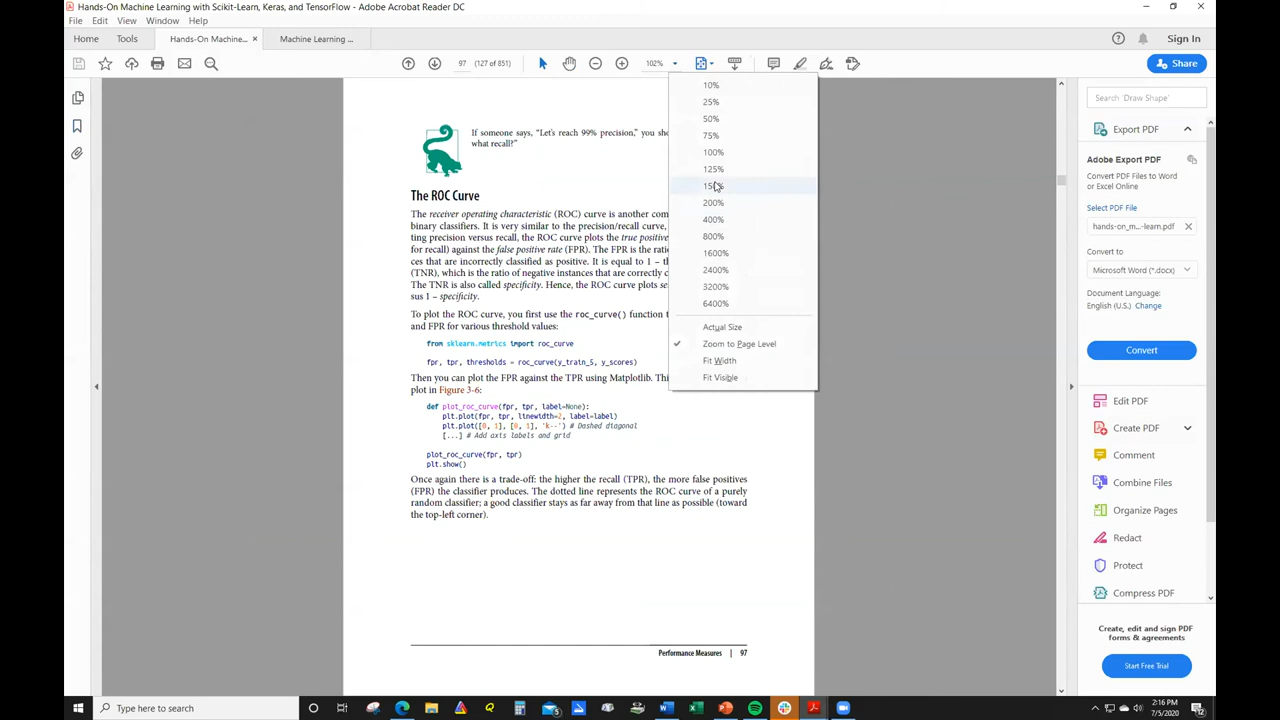 Hands-On Machine Learning with Scikit-Learn, Keras, and TensorFlow - Adobe Acrobat Reader DC
File Edit View Window Help
Home Tools Hands-On Machine... × Machine Learning ... Sign In
97 (127 of 851) 102% Share
10%
25%
50%
75%
100%
125%
200%
400%
800%
1600%
2400%
3200%
6400%
Actual Size
Zoom to Page Level
Fit Width
Fit Visible
If someone says, “Let’s reach 99% precision,” you
what recall?”
The ROC Curve
The receiver operating characteristic (ROC) curve is another
binary classifiers. It is very similar to the precision/recall curve,
ting precision versus recall, the ROC curve plots the true positive
for recall) against the false positive rate (FPR). The FPR is the
ces that are incorrectly classified as positive. It is equal to 1 –
(TNR), which is the ratio of negative instances that are correctly
The TNR is also called specificity. Hence, the ROC curve plots
sus 1 – specificity.
To plot the ROC curve, you first use the roc_curve() function
and FPR for various threshold values:
from sklearn.metrics import roc_curve
fpr, tpr, thresholds = roc_curve(y_train_5, y_scores)
Then you can plot the FPR against the TPR using Matplotlib.
plot in Figure 3-6:
def plot_roc_curve(fpr, tpr, label=None):
plt.plot(fpr, tpr, linewidth=2, label=label)
plt.plot([0, 1], [0, 1], 'k--') # Dashed diagonal
[...] # Add axis labels and grid
plot_roc_curve(fpr, tpr)
plt.show()
Once again there is a trade-off: the higher the recall (TPR), the more false positives
(FPR) the classifier produces. The dotted line represents the ROC curve of a purely
random classifier; a good classifier stays as far away from that line as possible (toward
the top-left corner).
Performance Measures | 97
Search 'Draw Shape'
Export PDF
Adobe Export PDF
Convert PDF Files to Word
or Excel Online
Select PDF File
hands-on_m...-learn.pdf ×
Convert to
Microsoft Word (*.docx)
Document Language:
English (U.S.) Change
Convert
Edit PDF
Create PDF
Comment
Combine Files
Organize Pages
Redact
Protect
Compress PDF
Create, edit and sign PDF
forms & agreements
Start Free Trial
Type here to search
2:16 PM
7/5/2020